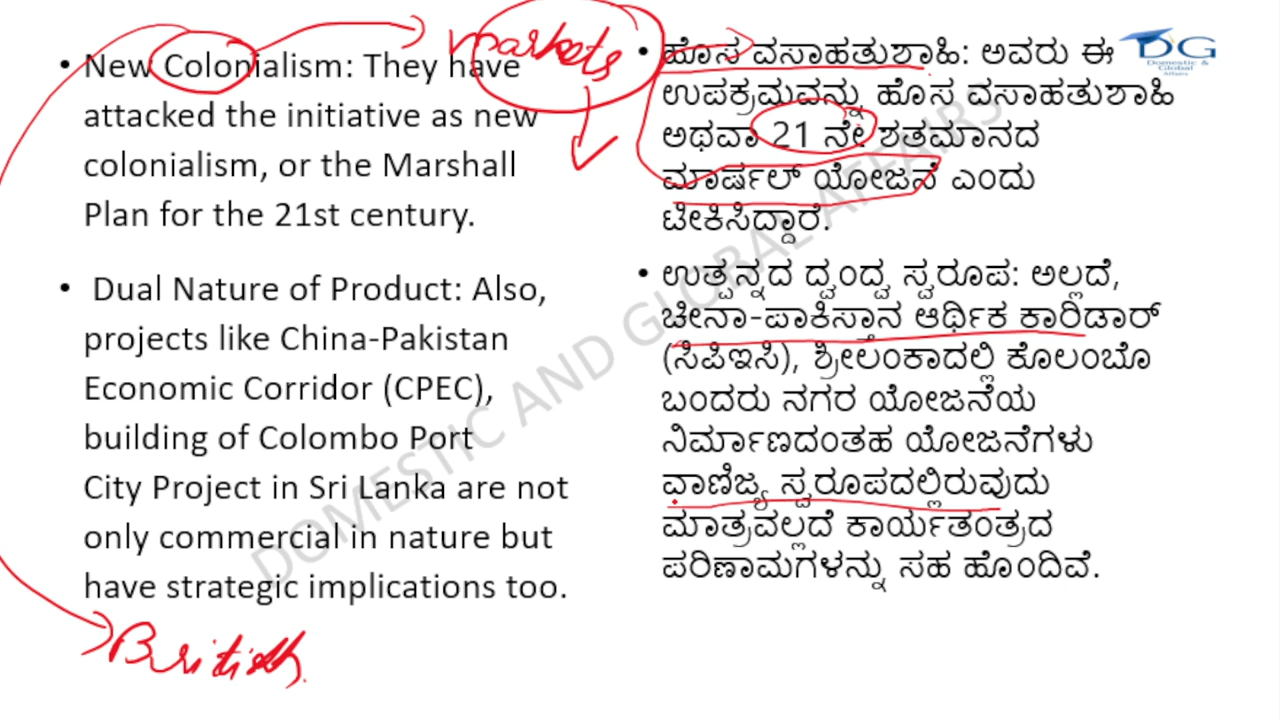 New Colonialism: They have
attacked the initiative as new
colonialism, or the Marshall
Plan for the 21st century.
Dual Nature of Product: Also,
projects like China-Pakistan
Economic Corridor (CPEC),
building of Colombo Port
City Project in Sri Lanka are not
only commercial in nature but
have strategic implications too.
markets
British
ಹೊಸ ವಸಾಹತುಶಾಹಿ: ಅವರು ಈ
ಉಪಕ್ರಮವನ್ನು ಹೊಸ ವಸಾಹತುಶಾಹಿ
ಅಥವಾ 21 ನೇ ಶತಮಾನದ
ಮಾರ್ಷಲ್ ಯೋಜನೆ ಎಂದು
ಟೀಕಿಸಿದ್ದಾರೆ.
ಉತ್ಪನ್ನದ ದ್ವಂದ್ವ ಸ್ವರೂಪ: ಅಲ್ಲದೆ,
ಚೀನಾ-ಪಾಕಿಸ್ತಾನ ಆರ್ಥಿಕ ಕಾರಿಡಾರ್
(ಸಿಪಿಇಸಿ), ಶ್ರೀಲಂಕಾದಲ್ಲಿ ಕೊಲಂಬೊ
ಬಂದರು ನಗರ ಯೋಜನೆಯ
ನಿರ್ಮಾಣದಂತಹ ಯೋಜನೆಗಳು
ವಾಣಿಜ್ಯ ಸ್ವರೂಪದಲ್ಲಿರುವುದು
ಮಾತ್ರವಲ್ಲದೆ ಕಾರ್ಯತಂತ್ರದ
ಪರಿಣಾಮಗಳನ್ನು ಸಹ ಹೊಂದಿವೆ.
DG
Domestic &
Global
Affairs
DOMESTIC AND GLOBAL AFFAIRS